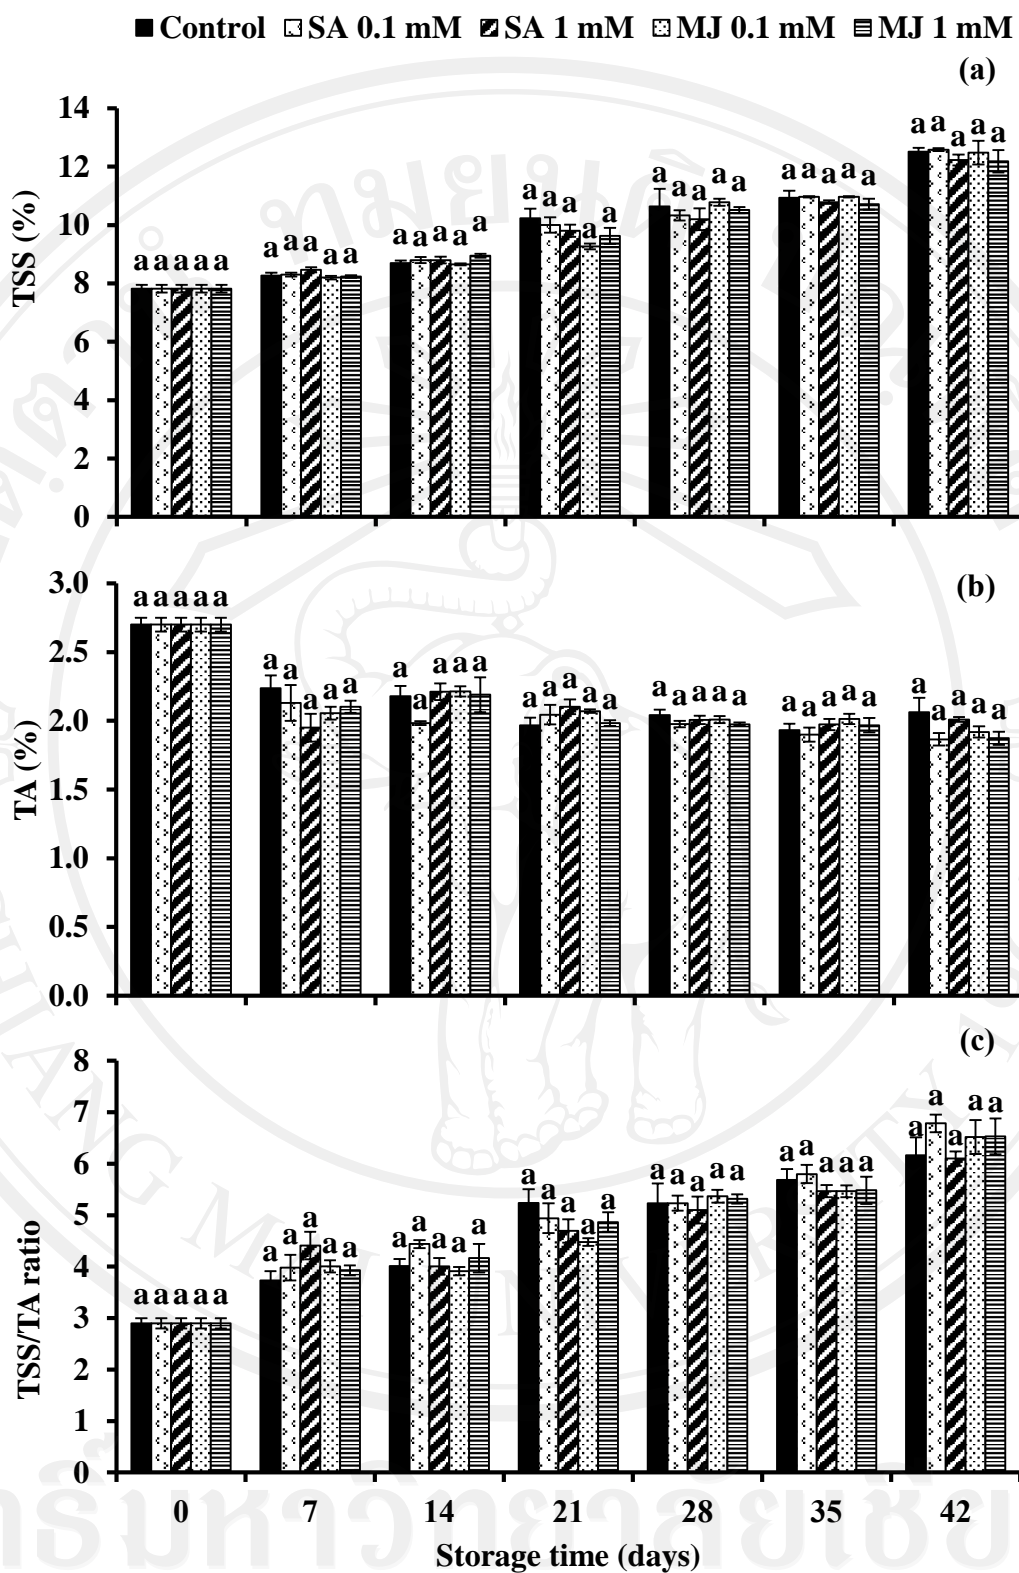 Control SA 0.1 mM SA 1 mM MJ 0.1 mM MJ 1 mM
(a)
TSS (%)
14
12
10
8
6
4
2
0
a a a a a
a a a a a
a a a a a
a a a a a
a a a a a
a a a a a
a a a a a
(b)
TA (%)
3.0
2.5
2.0
1.5
1.0
0.5
0.0
a a a a a
a a a a a
a a a a a
a a a a a
a a a a a
a a a a a
a a a a a
(c)
TSS/TA ratio
8
7
6
5
4
3
2
1
0
a a a a a
a a a a a
a a a a a
a a a a a
a a a a a
a a a a a
a a a a a
0 7 14 21 28 35 42
Storage time (days)
CHIANG MAI UNIVERSITY